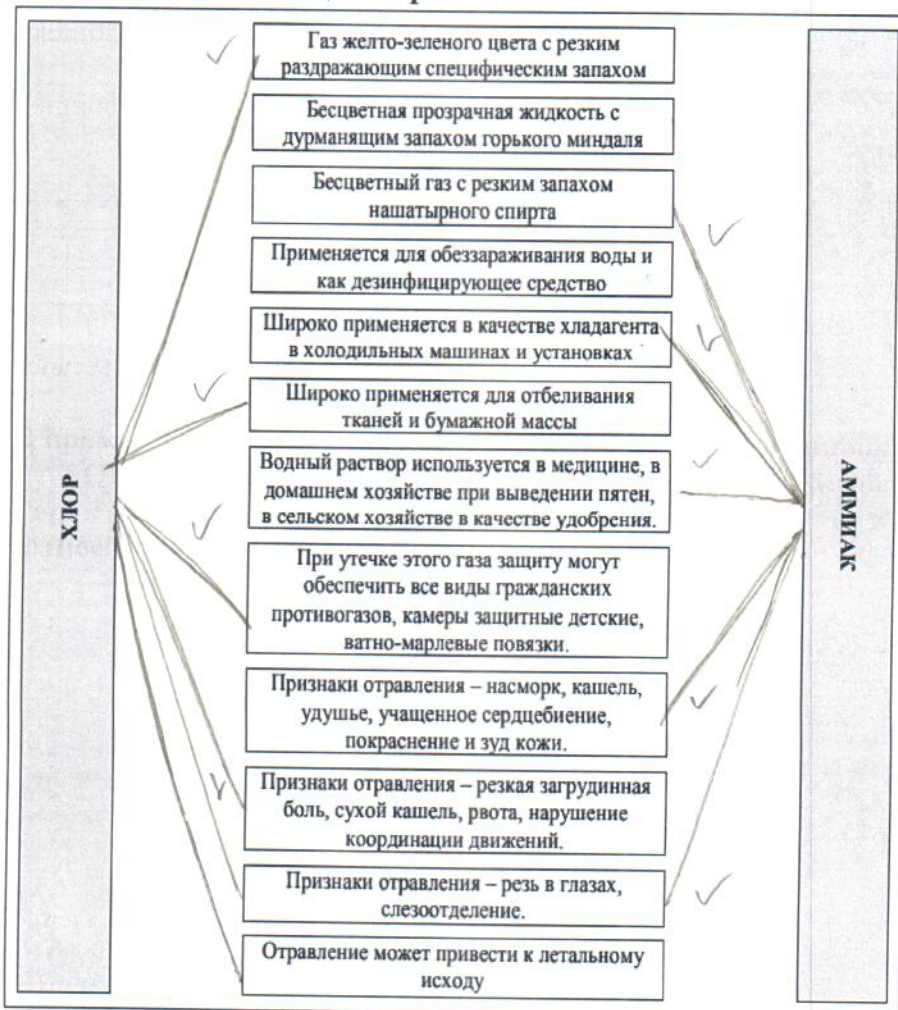 ХЛОР
Газ желто-зеленого цвета с резким
раздражающим специфическим запахом
Бесцветная прозрачная жидкость с
дурманящим запахом горького миндаля
Бесцветный газ с резким запахом
нашатырного спирта
Применяется для обеззараживания воды и
как дезинфицирующее средство
Широко применяется в качестве хладагента
в холодильных машинах и установках
Широко применяется для отбеливания
тканей и бумажной массы
Водный раствор используется в медицине, в
домашнем хозяйстве при выведении пятен,
в сельском хозяйстве в качестве удобрения.
При утечке этого газа защиту могут
обеспечить все виды гражданских
противогазов, камеры защитные детские,
ватно-марлевые повязки.
Признаки отравления – насморк, кашель,
удушье, учащенное сердцебиение,
покраснение и зуд кожи.
Признаки отравления – резкая загрудинная
боль, сухой кашель, рвота, нарушение
координации движений.
Признаки отравления – резь в глазах,
слезоотделение.
Отравление может привести к летальному
исходу
АММИАК